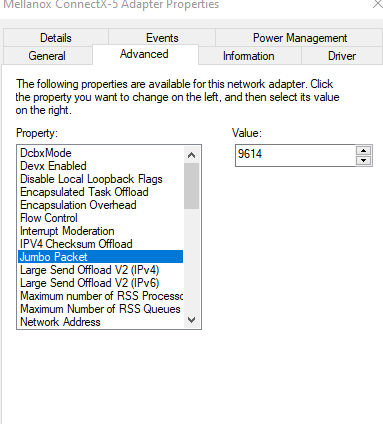 Mellanox ConnectX-5 Adapter Properties
Details Events Power Management
General Advanced Information Driver
The following properties are available for this network adapter. Click
the property you want to change on the left, and then select its value
on the right.
Property: Value:
DcbxMode 9614
Devx Enabled
Disable Local Loopback Flags
Encapsulated Task Offload
Encapsulation Overhead
Flow Control
Interrupt Moderation
IPV4 Checksum Offload
Jumbo Packet
Large Send Offload V2 (IPv4)
Large Send Offload V2 (IPv6)
Maximum number of RSS Processo
Maximum Number of RSS Queues
Network Address